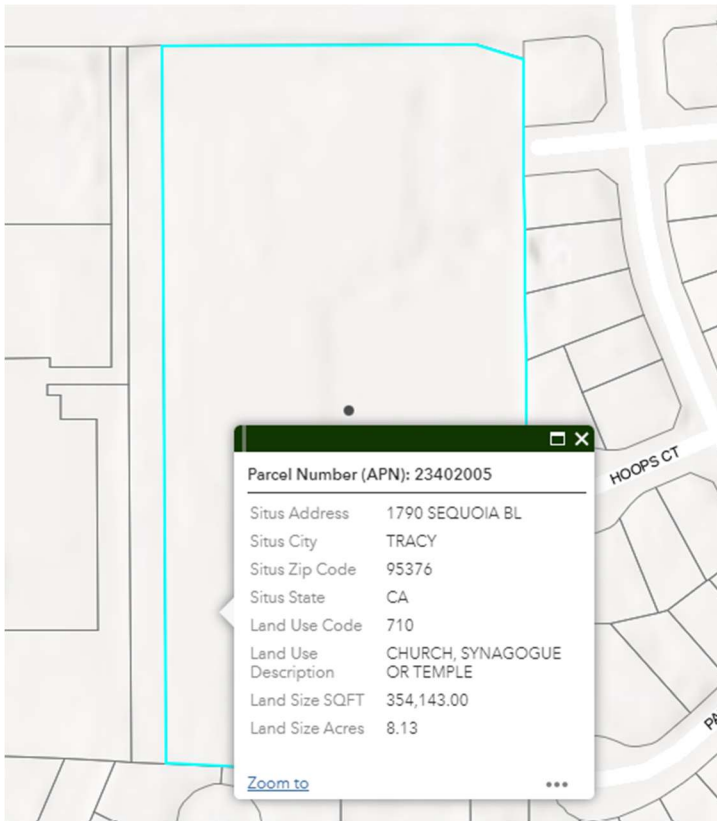 HOOPS CT
Parcel Number (APN): 23402005
Situs Address 1790 SEQUOIA BL
Situs City TRACY
Situs Zip Code 95376
Situs State CA
Land Use Code 710
Land Use CHURCH, SYNAGOGUE
Description OR TEMPLE
Land Size SQFT 354,143.00
Land Size Acres 8.13
PA
Zoom to